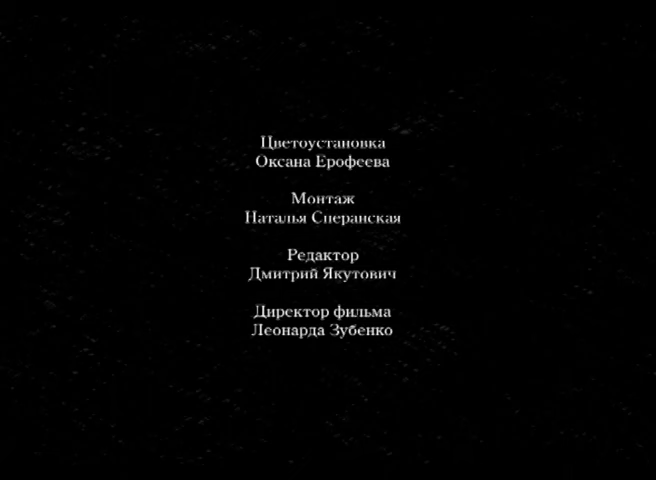 Цветоустановка
Оксана Ерофеева
Монтаж
Наталья Сперанская
Редактор
Дмитрий Якутович
Директор фильма
Леонарда Зубенко